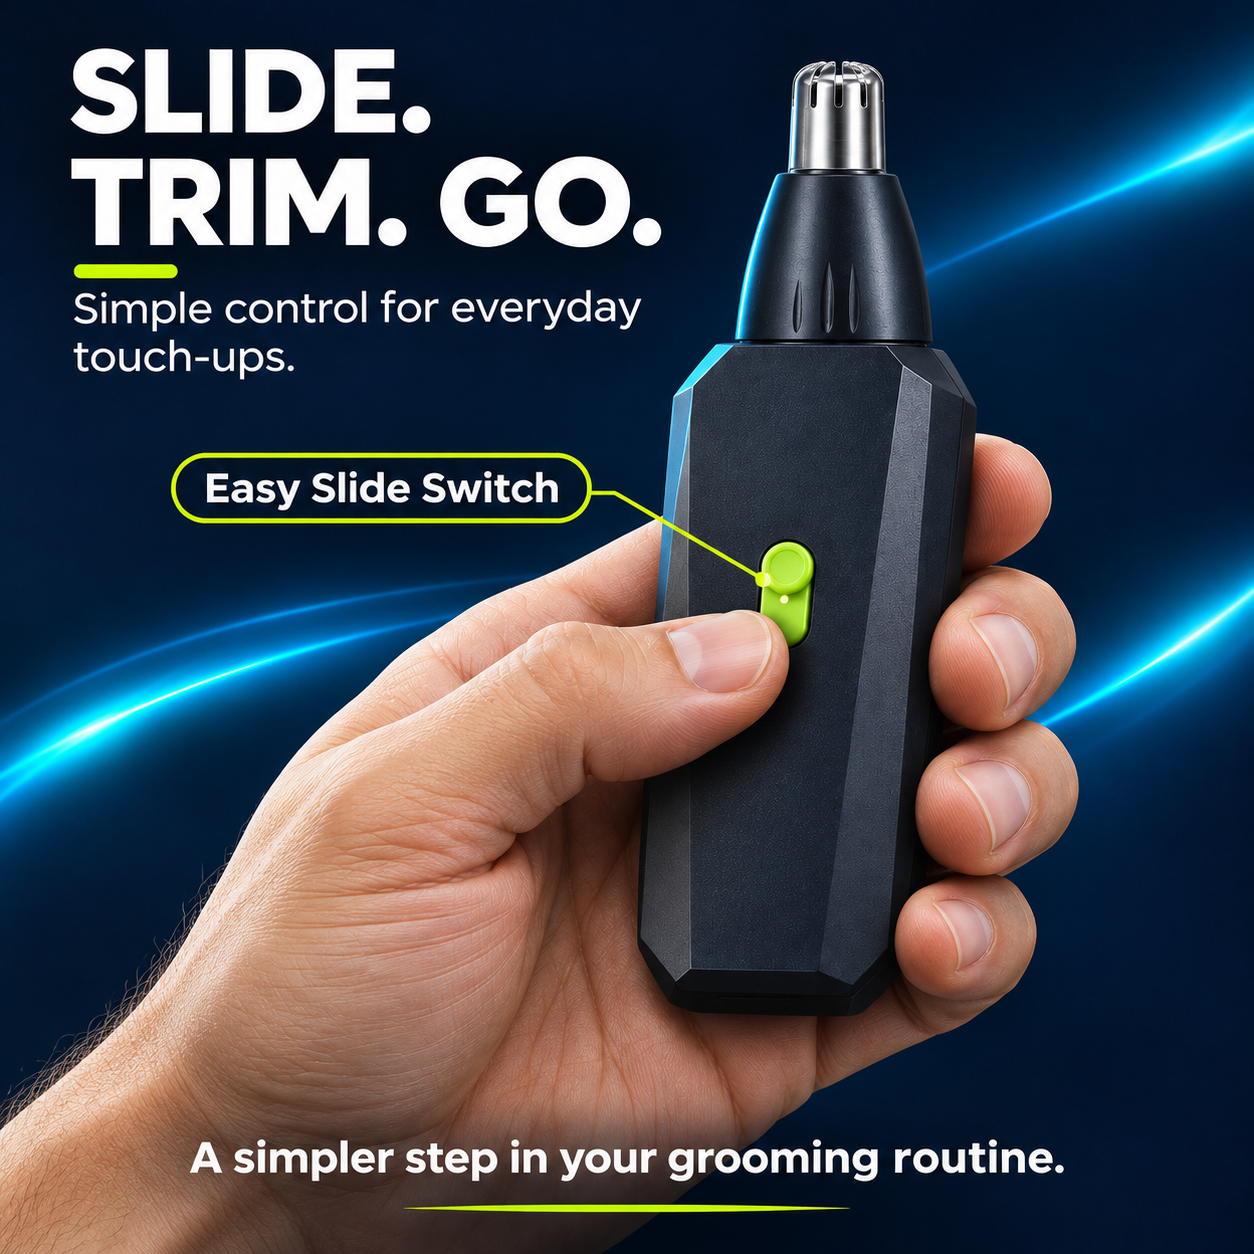 SLIDE.
TRIM. GO.
Simple control for everyday
touch-ups.
Easy Slide Switch
A simpler step in your grooming routine.